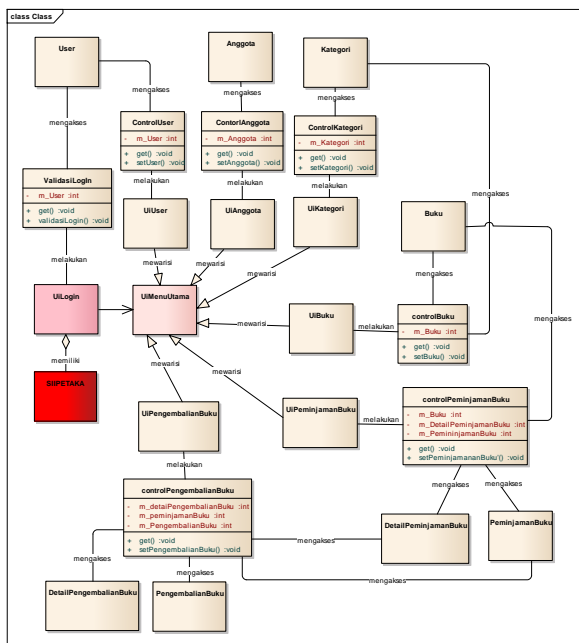 class Class
User
Anggota
Kategori
mengakses
mengakses
mengakses
mengakses
ControlUser
- m_User :int
+ get() :void
+ setUser() :void
ContorlAnggota
- m_Anggota :int
+ get() :void
+ setAnggota() :void
ControlKategori
- m_Kategori :int
+ get() :void
+ setKategori() :void
mengakses
ValidasiLogIn
- m_User :int
+ get() :void
+ validasiLogin() :void
melakukan
melakukan
melakukan
UiUser
UiAnggota
UiKategori
Buku
melakukan
mewarisi
mewarisi
mewarisi
mengakses
mengakses
UiLogin
UiMenuUtama
UiBuku
mewarisi
melakukan
controlBuku
- m_Buku :int
+ get() :void
+ setBuku() :void
memiliki
SIIPETAKA
mewarisi
mewarisi
UiPengembalianBuku
UiPeminjamanBuku
melakukan
controlPeminjamanBuku
- m_Buku :int
- m_DetailPeminjamanBuku :int
- m_PemininjamanBuku :int
+ get() :void
+ setPeminjamananBuku'() :void
melakukan
controlPengembalianBuku
- m_detaiPengembalianBuku :int
- m_peminjamanBuku :int
- m_PengembalianBuku :int
+ get() :void
+ setPengembalianBuku() :void
mengakses
mengakses
DetailPeminjamanBuku
PeminjamanBuku
mengakses
mengakses
mengakses
mengakses
DetailPengembalianBuku
PengembalianBuku